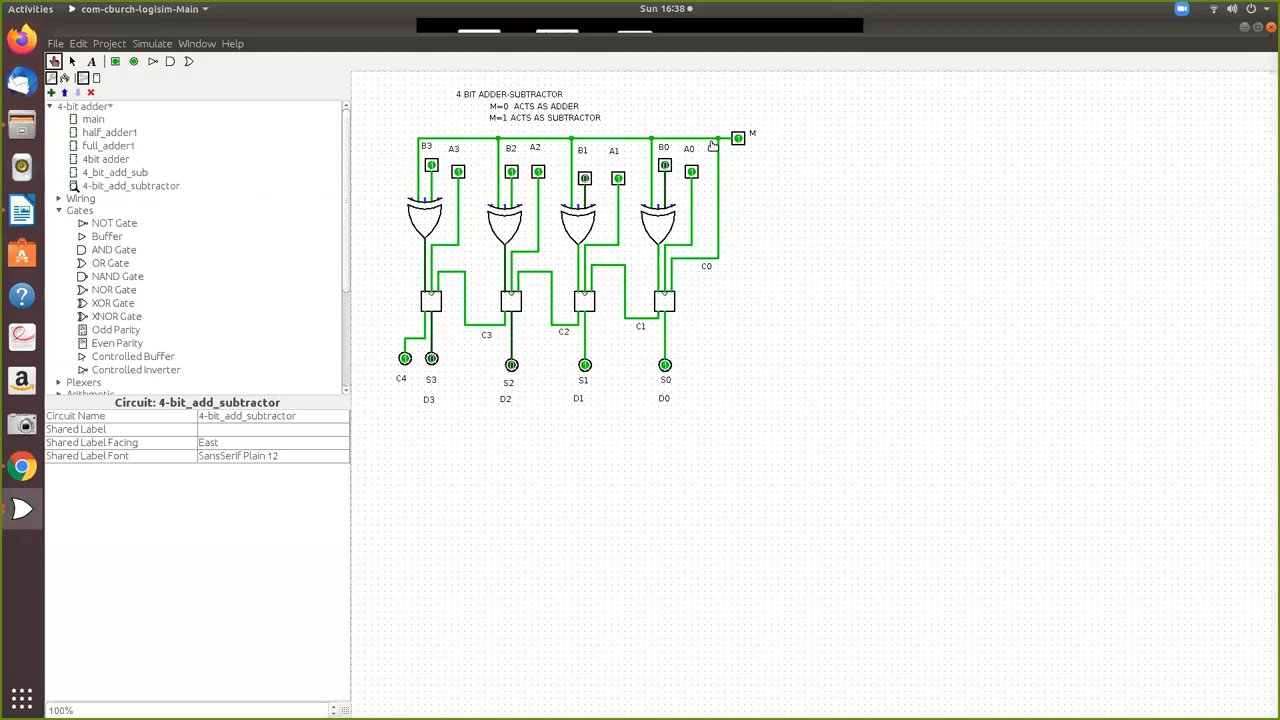 Activities
com-cburch-logisim-Main
Sun 16:38
File Edit Project Simulate Window Help
A
4-bit adder*
main
half_adder1
full_adder1
4bit adder
4_bit_add_sub
4-bit_add_subtractor
Wiring
Gates
NOT Gate
Buffer
AND Gate
OR Gate
NAND Gate
NOR Gate
XOR Gate
XNOR Gate
Odd Parity
Even Parity
Controlled Buffer
Controlled Inverter
Plexers
Circuit: 4-bit_add_subtractor
Circuit Name 4-bit_add_subtractor
Shared Label
Shared Label Facing East
Shared Label Font SansSerif Plain 12
100%
4 BIT ADDER-SUBTRACTOR
M=0 ACTS AS ADDER
M=1 ACTS AS SUBTRACTOR
M
B3 A3 B2 A2 B1 A1 B0 A0
C0
C3 C2 C1
C4 S3 S2 S1 S0
D3 D2 D1 D0